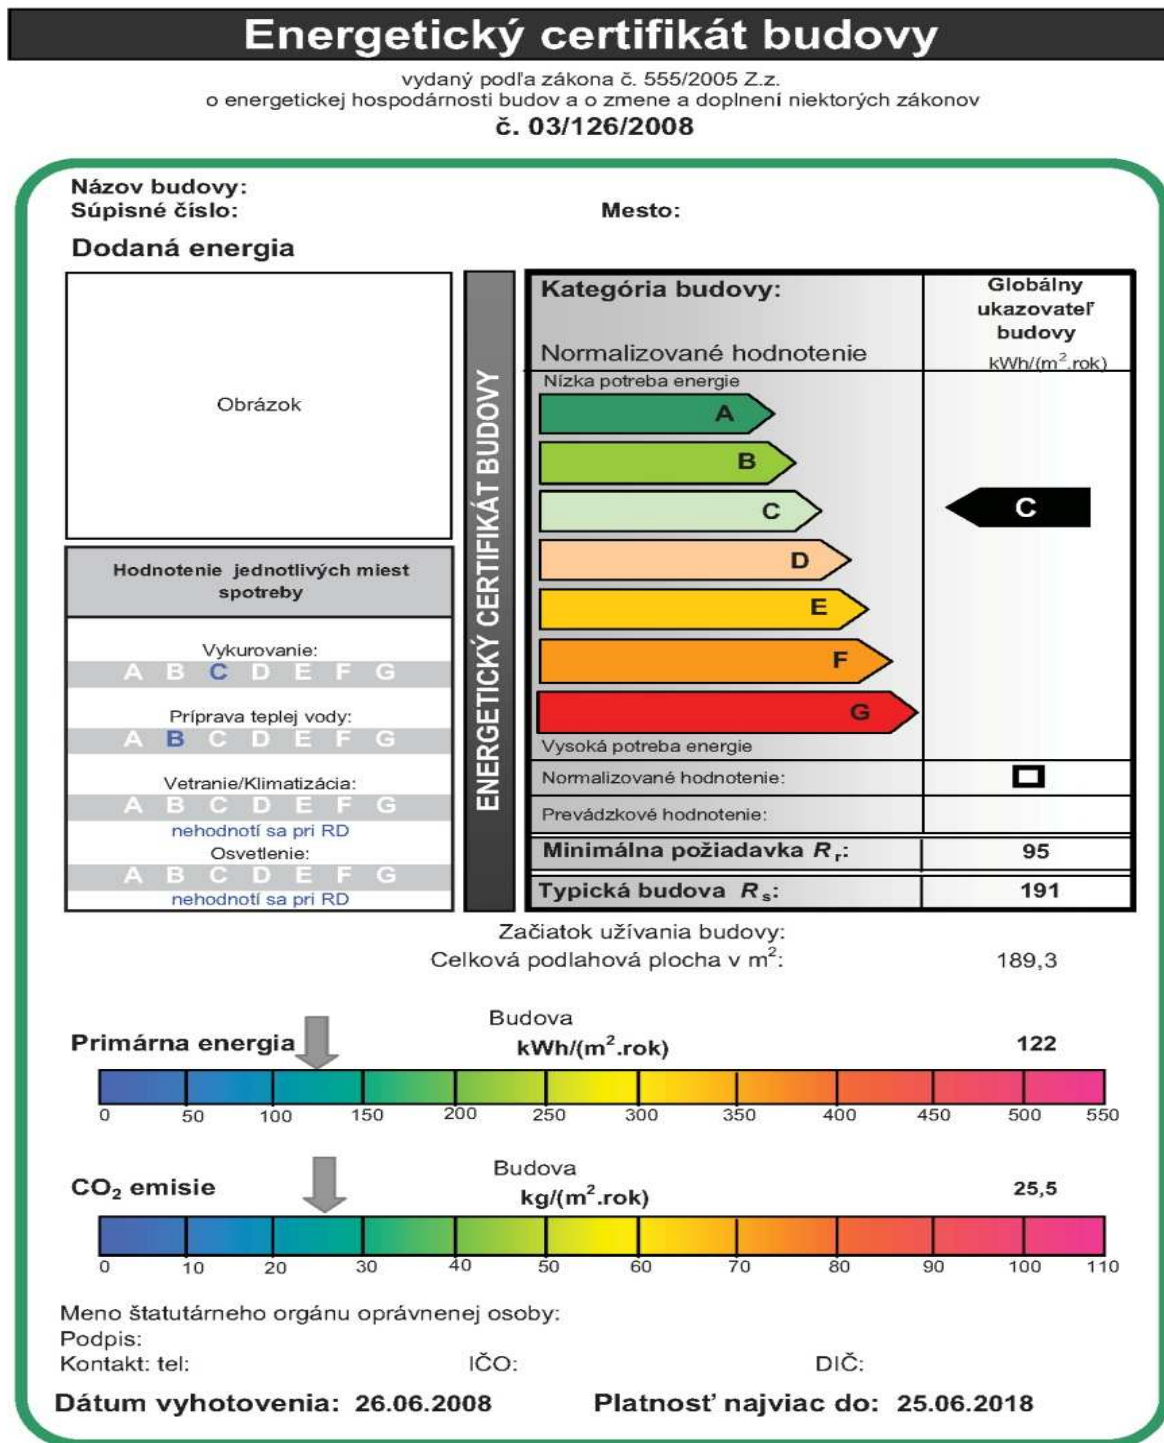 Energetický certifikát budovy
vydaný podľa zákona č. 555/2005 Z.z.
o energetickej hospodárnosti budov a o zmene a doplnení niektorých zákonov
č. 03/126/2008
Názov budovy:
Súpisné číslo:
Mesto:
Dodaná energia
Obrázok
Hodnotenie jednotlivých miest
spotreby
Vykurovanie:
A B C D E F G
Príprava teplej vody:
A B C D E F G
Vetranie/Klimatizácia:
A B C D E F G
nehodnotí sa pri RD
Osvetlenie:
A B C D E F G
nehodnotí sa pri RD
ENERGETICKÝ CERTIFIKÁT BUDOVY
Kategória budovy:
Normalizované hodnotenie
Globálny
ukazovateľ
budovy
kWh/(m².rok)
Nízka potreba energie
A
B
C
C
D
E
F
G
Vysoká potreba energie
Normalizované hodnotenie:
Prevádzkové hodnotenie:
Minimálna požiadavka Rr: 95
Typická budova Rs: 191
Začiatok užívania budovy:
Celková podlahová plocha v m²: 189,3
Budova
Primárna energia kWh/(m².rok) 122
0 50 100 150 200 250 300 350 400 450 500 550
Budova
CO₂ emisie kg/(m².rok) 25,5
0 10 20 30 40 50 60 70 80 90 100 110
Meno štatutárneho orgánu oprávnenej osoby:
Podpis:
Kontakt: tel: IČO: DIČ:
Dátum vyhotovenia: 26.06.2008 Platnosť najviac do: 25.06.2018